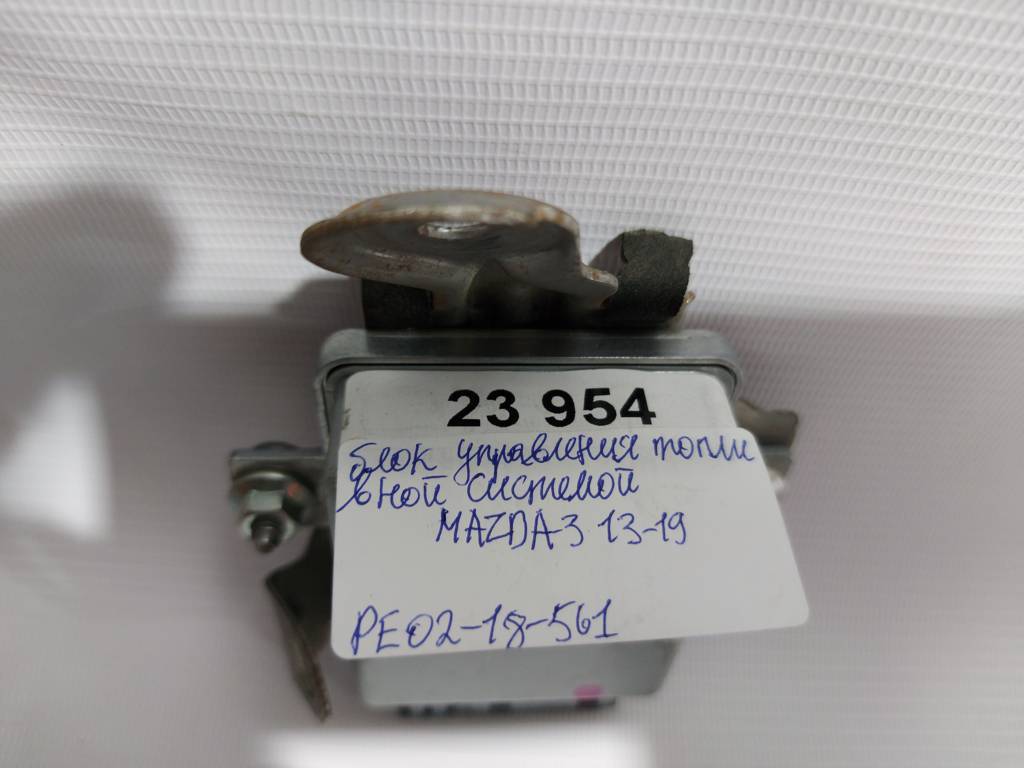 23 954
блок управления топли
вной системой
MAZDA 3 13-19
PE02-18-561